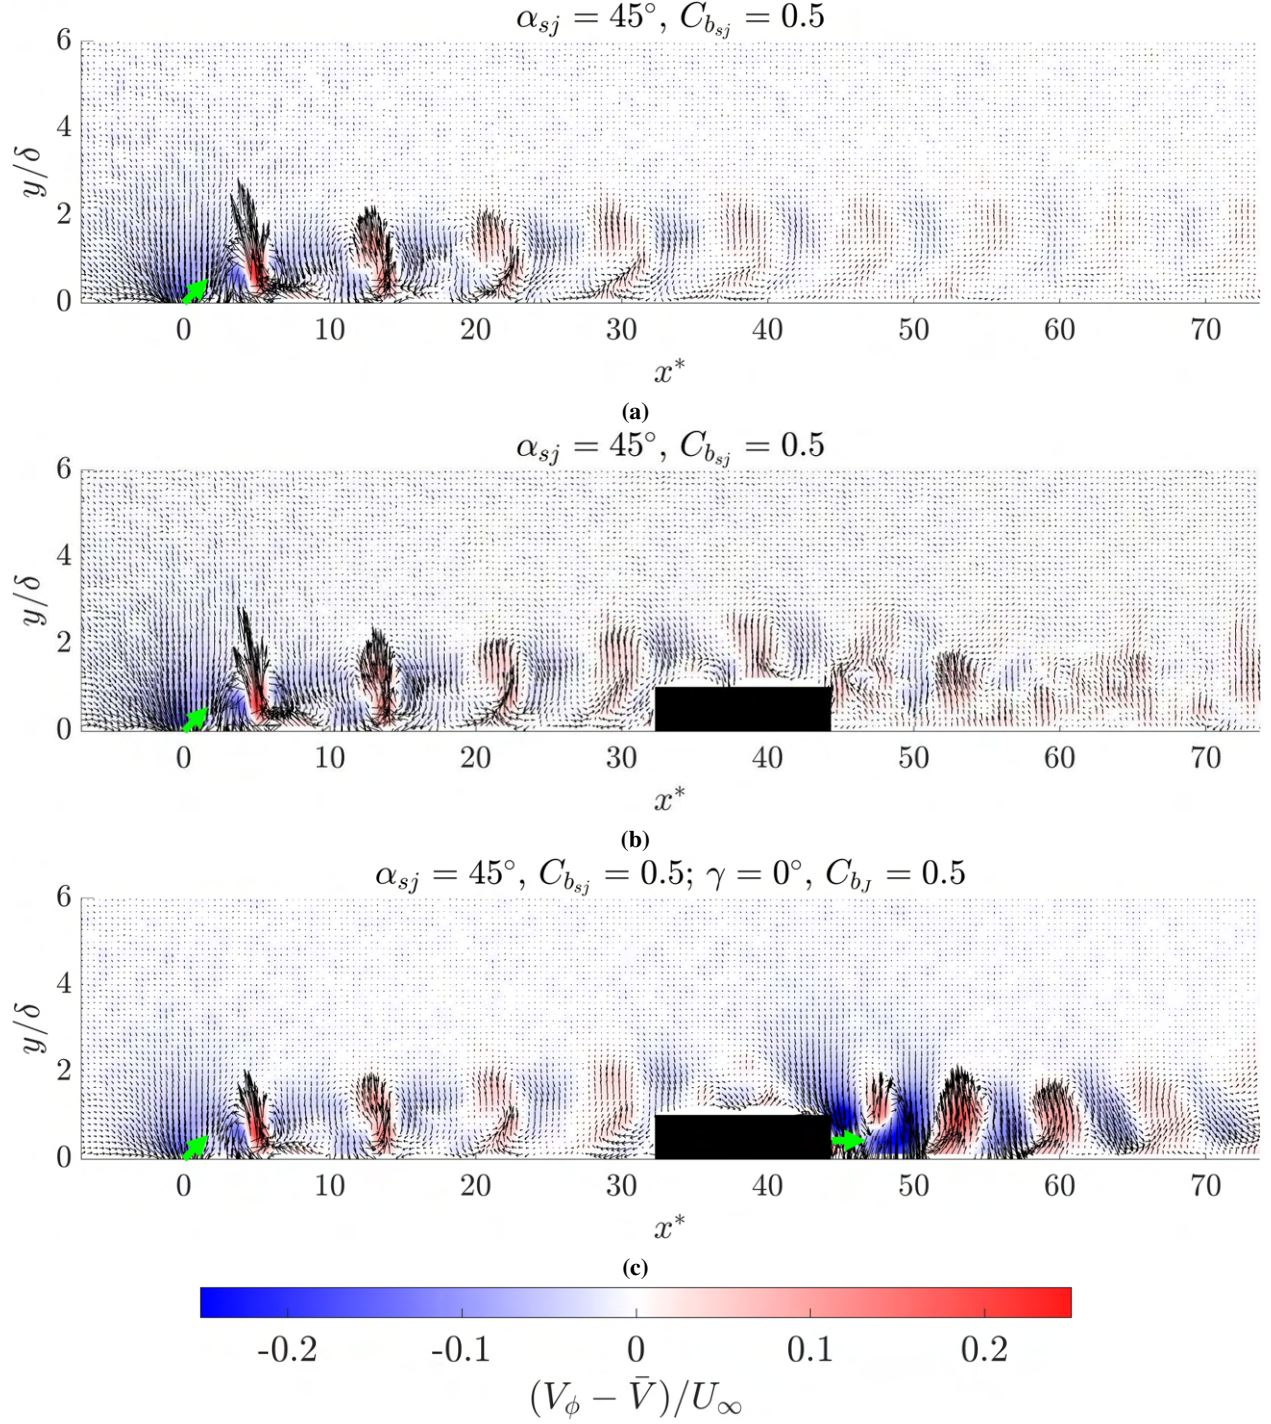 α_sj = 45°, C_b_sj = 0.5
6
4
2
0
y/δ
0 10 20 30 40 50 60 70
x*
(a)
α_sj = 45°, C_b_sj = 0.5
6
4
2
0
y/δ
0 10 20 30 40 50 60 70
x*
(b)
α_sj = 45°, C_b_sj = 0.5; γ = 0°, C_b_J = 0.5
6
4
2
0
y/δ
0 10 20 30 40 50 60 70
x*
(c)
-0.2 -0.1 0 0.1 0.2
(V_ϕ − V̄)/U_∞